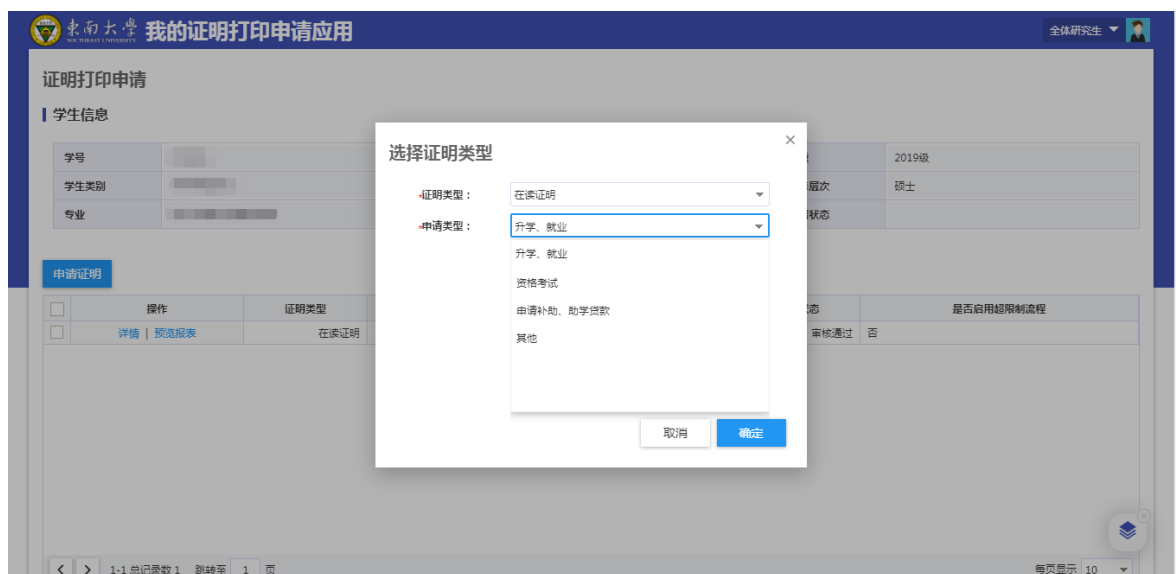 東南大學 我的证明打印申请应用 全体研究生
SOUTHEAST UNIVERSITY
证明打印申请
学生信息
选择证明类型 ×
学号 2019级
学生类别 层次 硕士
*证明类型： 在读证明
专业 状态
*申请类型： 升学、就业
升学、就业
申请证明
资格考试
操作 证明类型 态 是否启用超限制流程
申请补助、助学贷款
详情 | 预览报表 在读证明 审核通过 否
其他
取消 确定
1-1 总记录数 1 跳转至 1 页 每页显示 10